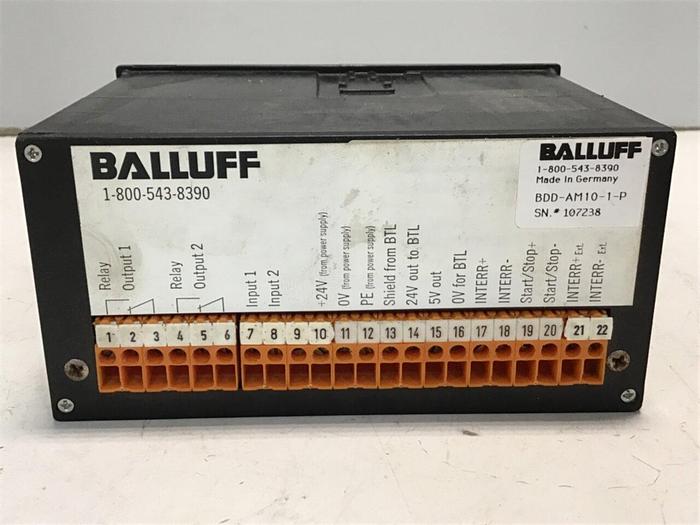 BALLUFF
1-800-543-8390
BALLUFF
1-800-543-8390
Made in Germany
BDD-AM10-1-P
SN.# 107238
Relay
Output 1
Relay
Output 2
Input 1
Input 2
+24V (from power supply)
0V (from power supply)
PE (from power supply)
Shield from BTL
24V out to BTL
5V out
0V for BTL
INTERR+
INTERR-
Start/Stop+
Start/Stop-
INTERR+ Ext.
INTERR- Ext.
1 2 3 4 5 6 7 8 9 10 11 12 13 14 15 16 17 18 19 20 21 22